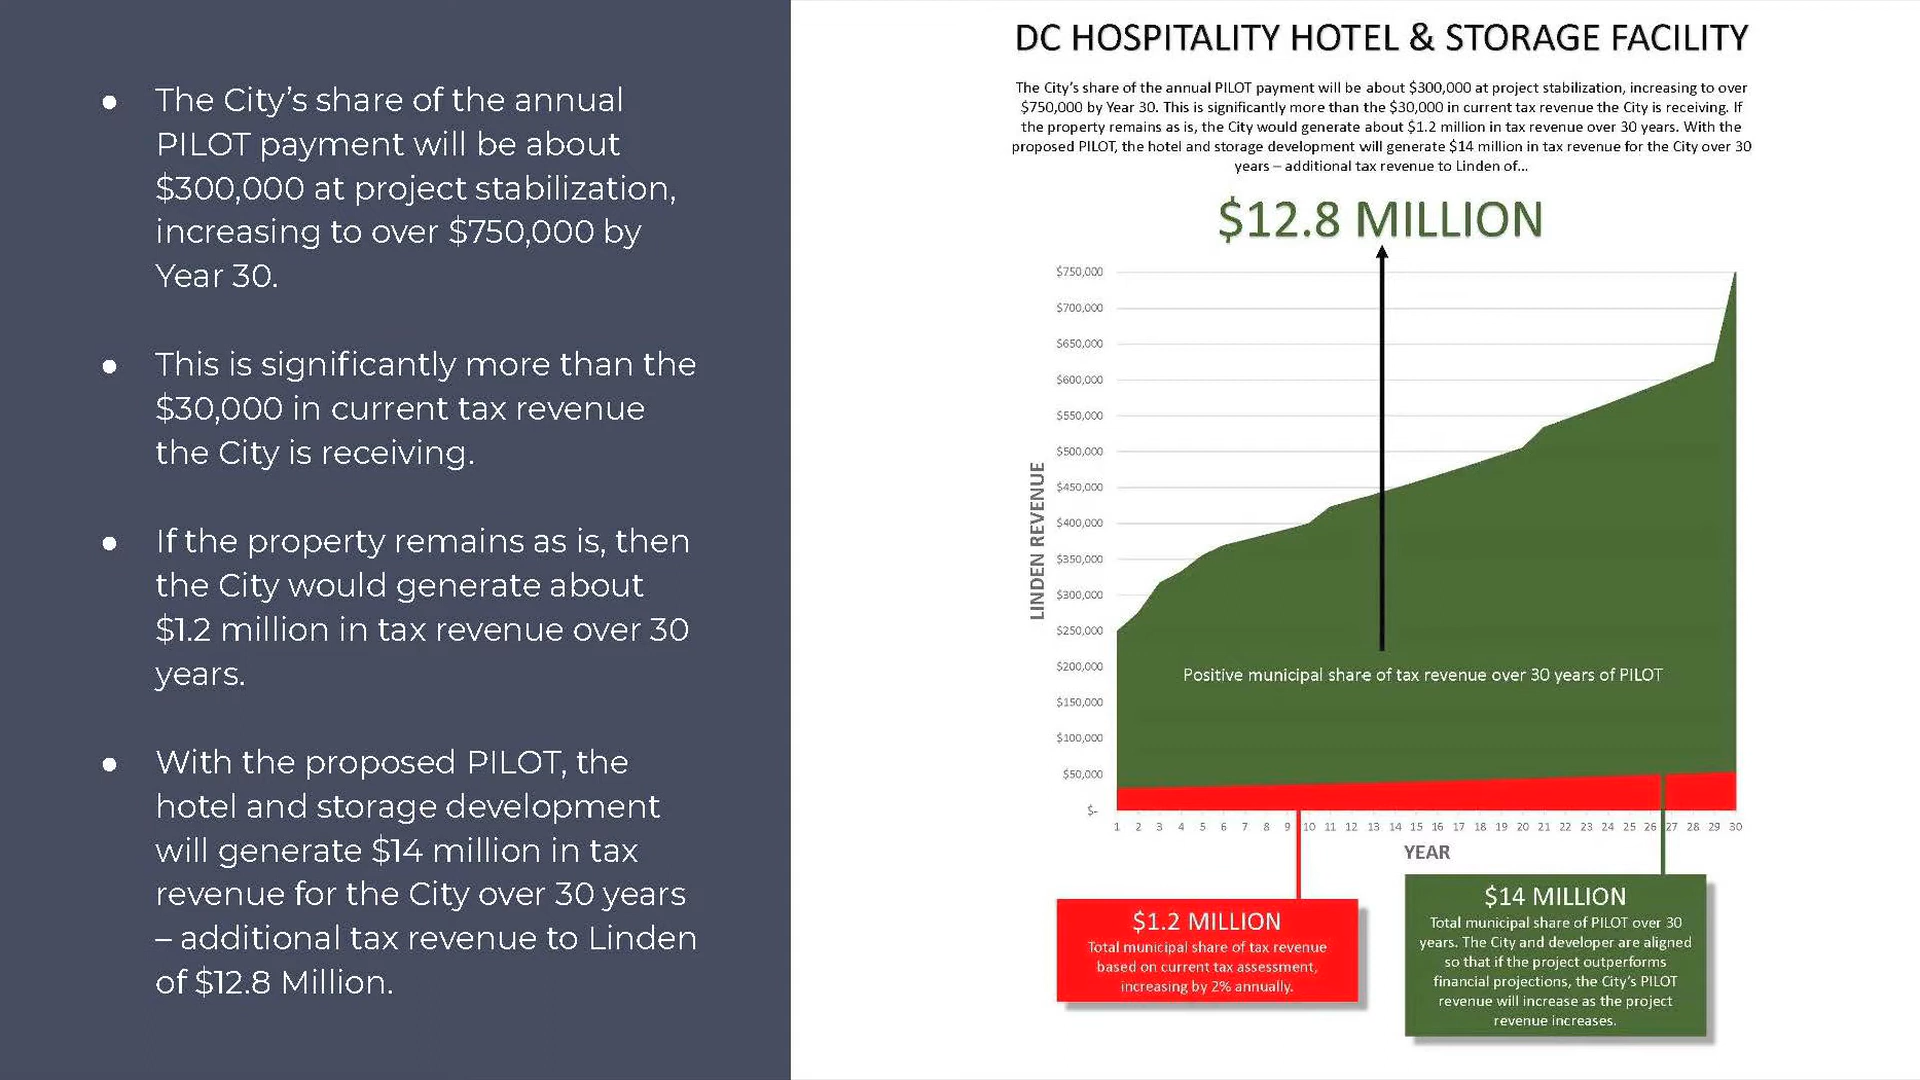 ● The City’s share of the annual
PILOT payment will be about
$300,000 at project stabilization,
increasing to over $750,000 by
Year 30.
● This is significantly more than the
$30,000 in current tax revenue
the City is receiving.
● If the property remains as is, then
the City would generate about
$1.2 million in tax revenue over 30
years.
● With the proposed PILOT, the
hotel and storage development
will generate $14 million in tax
revenue for the City over 30 years
– additional tax revenue to Linden
of $12.8 Million.
DC HOSPITALITY HOTEL & STORAGE FACILITY
The City’s share of the annual PILOT payment will be about $300,000 at project stabilization, increasing to over
$750,000 by Year 30. This is significantly more than the $30,000 in current tax revenue the City is receiving. If
the property remains as is, the City would generate about $1.2 million in tax revenue over 30 years. With the
proposed PILOT, the hotel and storage development will generate $14 million in tax revenue for the City over 30
years – additional tax revenue to Linden of...
$12.8 MILLION
$750,000
$700,000
$650,000
$600,000
$550,000
$500,000
$450,000
$400,000
$350,000
$300,000
$250,000
$200,000
$150,000
$100,000
$50,000
$-
LINDEN REVENUE
Positive municipal share of tax revenue over 30 years of PILOT
1 2 3 4 5 6 7 8 9 10 11 12 13 14 15 16 17 18 19 20 21 22 23 24 25 26 27 28 29 30
YEAR
$1.2 MILLION
Total municipal share of tax revenue
based on current tax assessment,
increasing by 2% annually.
$14 MILLION
Total municipal share of PILOT over 30
years. The City and developer are aligned
so that if the project outperforms
financial projections, the City’s PILOT
revenue will increase as the project
revenue increases.